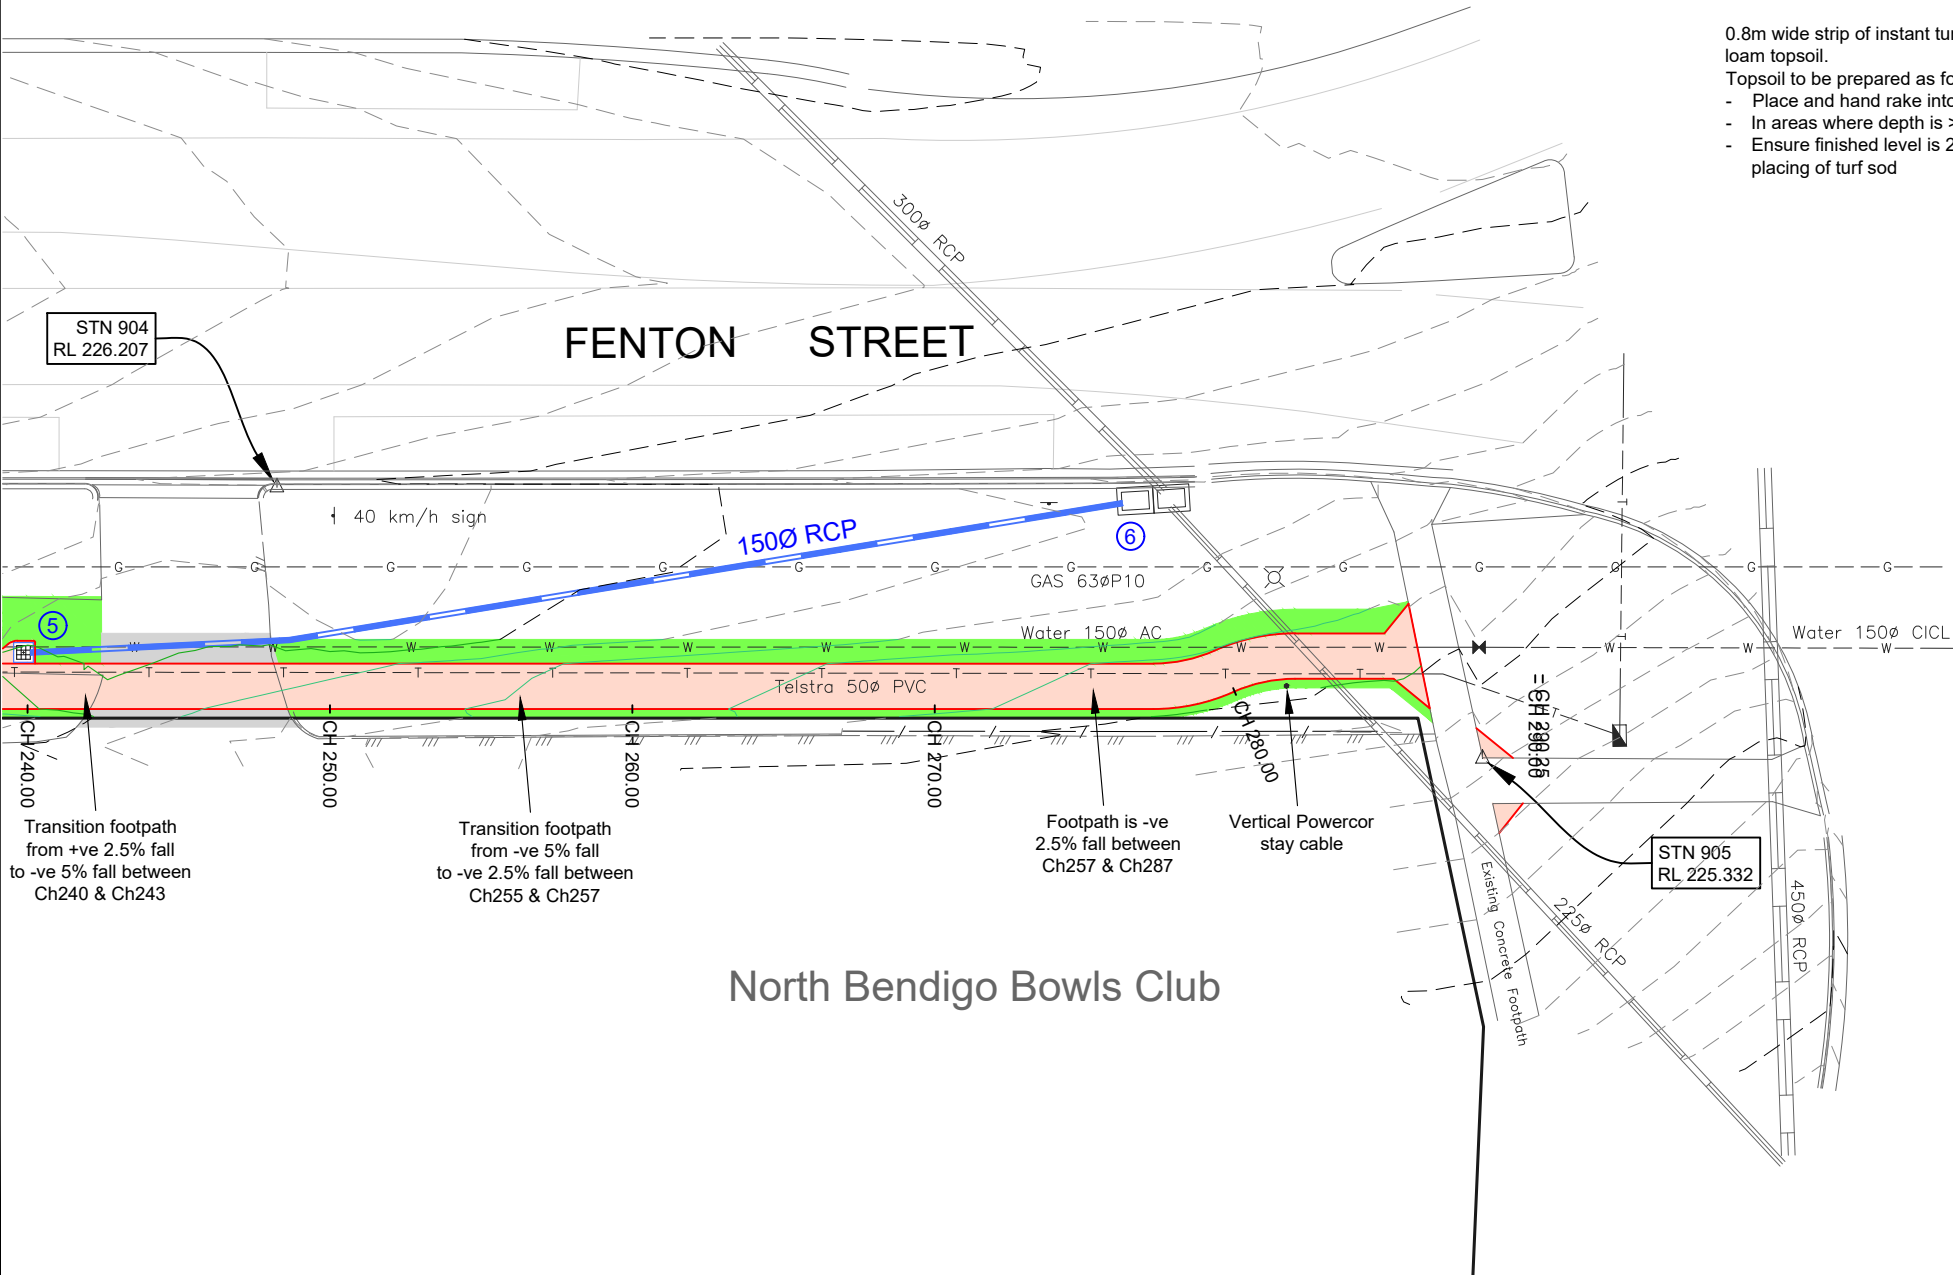 0.8m wide strip of instant
loam topsoil.
Topsoil to be prepared as
- Place and hand rake into
- In areas where depth is >
- Ensure finished level is
placing of turf sod
300ø RCP
STN 904
RL 226.207
FENTON STREET
40 km/h sign
150Ø RCP
6
GAS 63øP10
5
Water 150ø AC
Water 150ø CICL
Telstra 50ø PVC
CH 240.00
CH 250.00
CH 260.00
CH 270.00
CH 280.00
Transition footpath
from +ve 2.5% fall
to -ve 5% fall between
Ch240 & Ch243
Transition footpath
from -ve 5% fall
to -ve 2.5% fall between
Ch255 & Ch257
Footpath is -ve
2.5% fall between
Ch257 & Ch287
Vertical Powercor
stay cable
STN 905
RL 225.332
Existing Concrete Footpath
225ø RCP
450ø RCP
North Bendigo Bowls Club